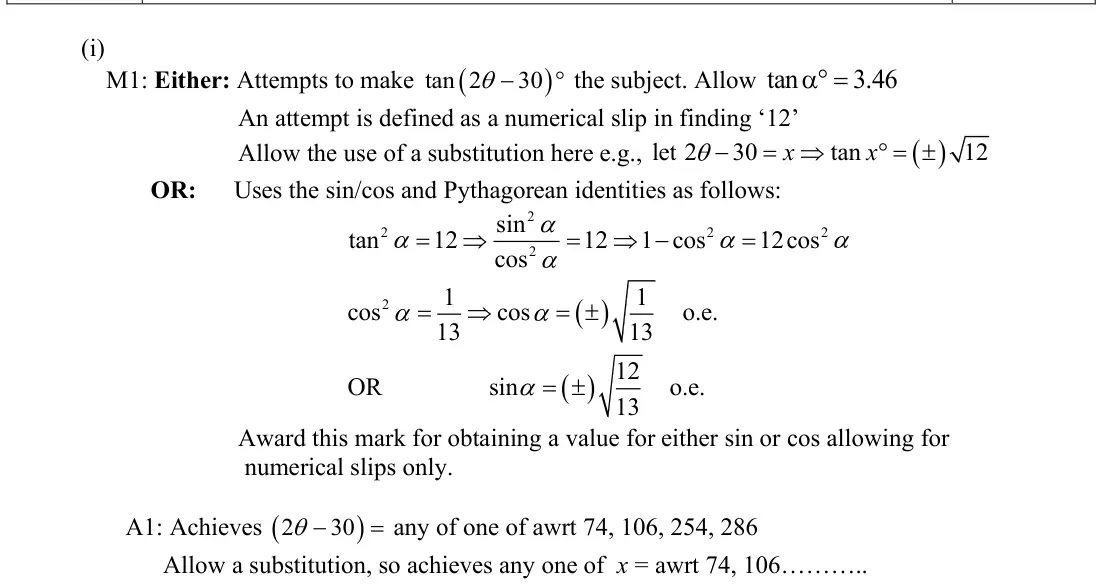 (i)
M1: Either: Attempts to make tan(2θ − 30)° the subject. Allow tan α° = 3.46
An attempt is defined as a numerical slip in finding ‘12’
Allow the use of a substitution here e.g., let 2θ − 30 = x ⇒ tan x° = (±)√12
OR: Uses the sin/cos and Pythagorean identities as follows:
tan² α = 12 ⇒ sin² α / cos² α = 12 ⇒ 1 − cos² α = 12 cos² α
cos² α = 1/13 ⇒ cos α = (±)√(1/13) o.e.
OR sin α = (±)√(12/13) o.e.
Award this mark for obtaining a value for either sin or cos allowing for
numerical slips only.
A1: Achieves (2θ − 30) = any of one of awrt 74, 106, 254, 286
Allow a substitution, so achieves any one of x = awrt 74, 106………..